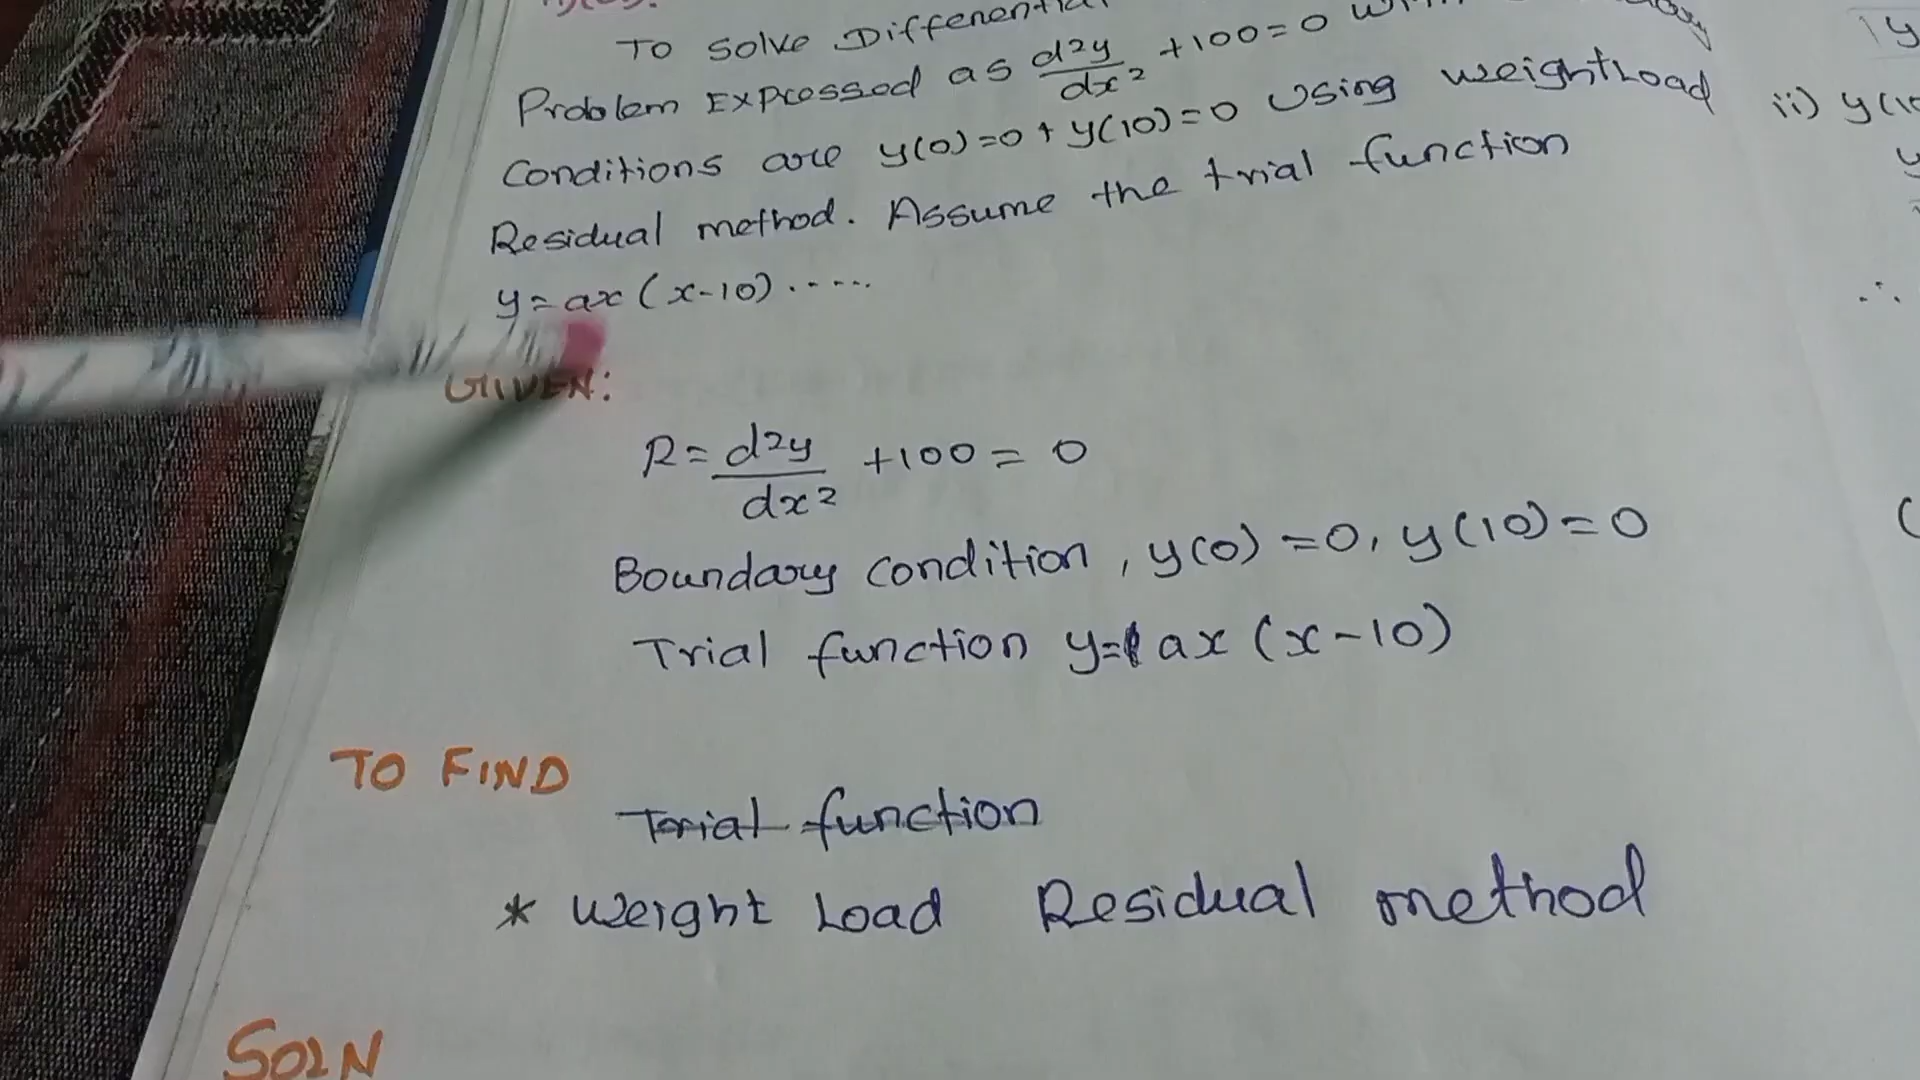 To Solve Differential
Problem Expressed as d²y/dx² +100=0
Conditions are y(0)=0 + y(10)=0 Using weightLoad
Residual method. Assume the trial function
y=ax(x-10).....
GIVEN:
R= d²y/dx² +100=0
Boundary condition, y(0)=0, y(10)=0
Trial function y= ax(x-10)
TO FIND
Trial function
* Weight Load Residual method
SOLN
ii) y(10
∴